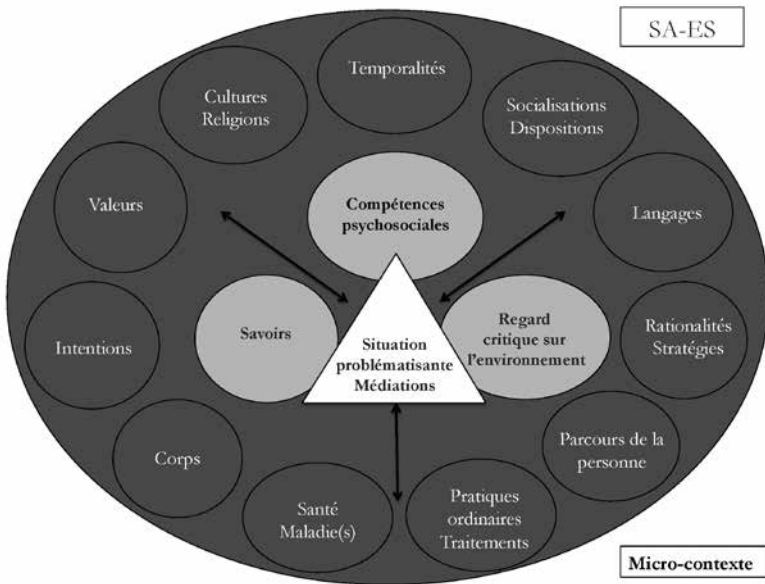 SA-ES
Temporalités
Cultures
Religions
Socialisations
Dispositions
Valeurs
Compétences
psychosociales
Langages
Intentions
Savoirs
Situation
problématisante
Médiations
Regard
critique sur
l'environnement
Rationalités
Stratégies
Corps
Parcours de la
personne
Santé
Maladie(s)
Pratiques
ordinaires
Traitements
Micro-contexte